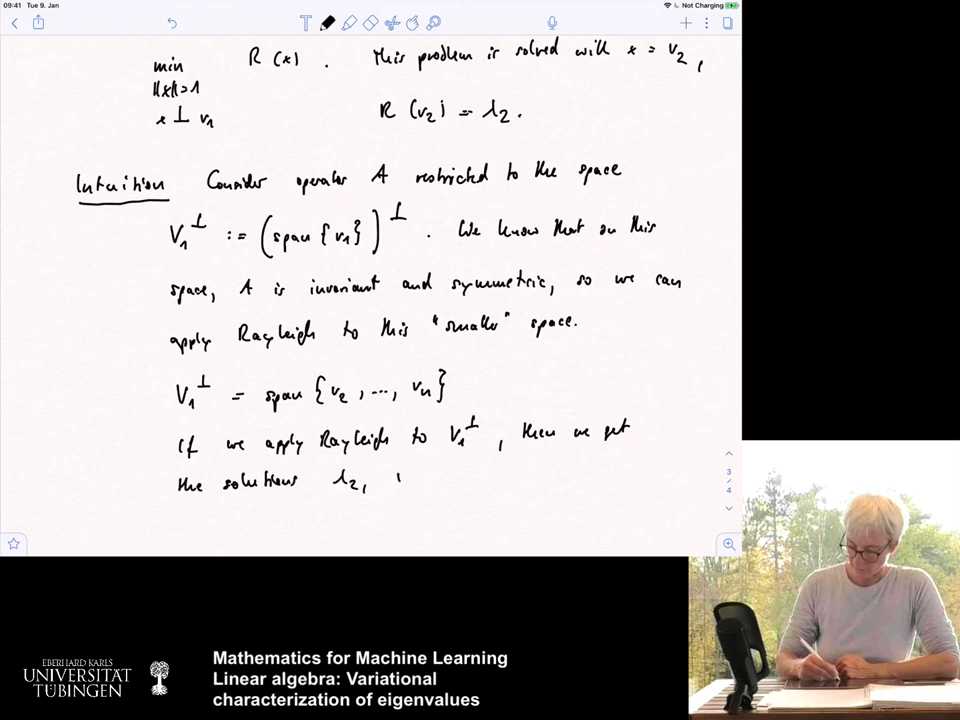 09:41 Tue 9. Jan
Not Charging
min R(x). This problem is solved with x = v₂,
||x||=1
x ⊥ v₁ R(v₂) = λ₂.
Intuition Consider operator A restricted to the space
V₁^⊥ := (span {v₁})^⊥. We know that on this
space, A is invariant and symmetric, so we can
apply Rayleigh to this "smaller" space.
V₁^⊥ = span {v₂, ..., vₙ}
If we apply Rayleigh to V₁^⊥, then we get
the solutions λ₂,
3
/
4
EBERHARD KARLS
UNIVERSITÄT
TÜBINGEN
Mathematics for Machine Learning
Linear algebra: Variational
characterization of eigenvalues